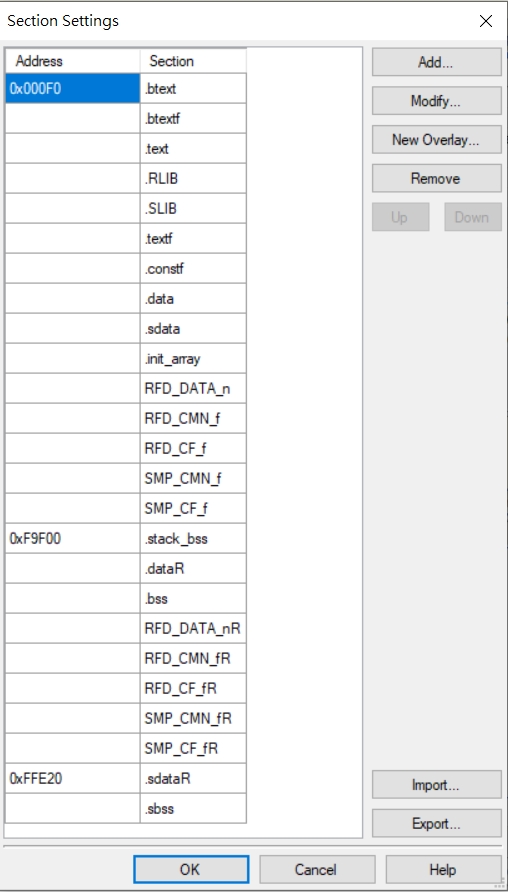 Section Settings
Address Section
0x000F0 .btext
.btextf
.text
.RLIB
.SLIB
.textf
.constf
.data
.sdata
.init_array
RFD_DATA_n
RFD_CMN_f
RFD_CF_f
SMP_CMN_f
SMP_CF_f
0xF9F00 .stack_bss
.dataR
.bss
RFD_DATA_nR
RFD_CMN_fR
RFD_CF_fR
SMP_CMN_fR
SMP_CF_fR
0xFFE20 .sdataR
.sbss
Add...
Modify...
New Overlay...
Remove
Up Down
Import...
Export...
OK Cancel Help